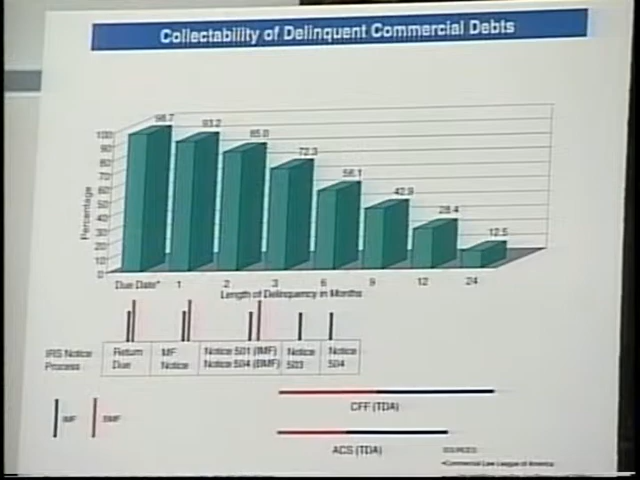 Collectability of Delinquent Commercial Debts
98.7
93.2
85.0
72.3
58.1
42.9
28.4
12.5
100
90
80
70
60
50
40
30
20
10
0
Percentage
Due Date* 1 2 3 6 9 12 24
Length of Delinquency in Months
IRS Notice Process
Return Due
MF Notice
Notice 501 (IMF)
Notice 504 (BMF)
Notice 503
Notice 504
IMF BMF
CFF (TDA)
ACS (TDA)
SOURCES:
*Commercial Law League of America